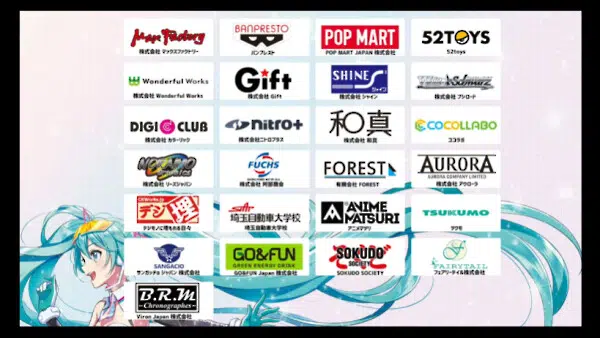 Max Factory
BANPRESTO
POP MART
52TOYS
株式会社 マックスファクトリー
バンプレスト
POP MART JAPAN 株式会社
52toys
Wonderful Works
Gift
SHINES
シャイン
株式会社 Wonderful Works
株式会社 Gift
株式会社 シャイン
株式会社 ブシロード
DIGI CLUB
nitro+
和真
COCOLLABO
株式会社 カラーリック
株式会社ニトロプラス
株式会社 和真
ココラボ
FUCHS
FOREST
AURORA
AURORA COMPANY LIMITED
株式会社 リースジャパン
株式会社 阿部商会
有限会社 FOREST
株式会社 アウローラ
デジ埋
埼玉自動車大学校
ANIME MATSURI
TSUKUMO
デジモノに埋もれる日々
埼玉自動車大学校
アニメマツリ
ツクモ
SANGACIO
GO&FUN
GREEN ENERGY DRINK
SOKUDO
SOCIETY
FAIRYTAIL
サンガッチョ ジャパン 株式会社
GO&FUN Japan 株式会社
SOKUDO SOCIETY
フェアリーテイル株式会社
B.R.M
Chronographes
Viran Japan 株式会社